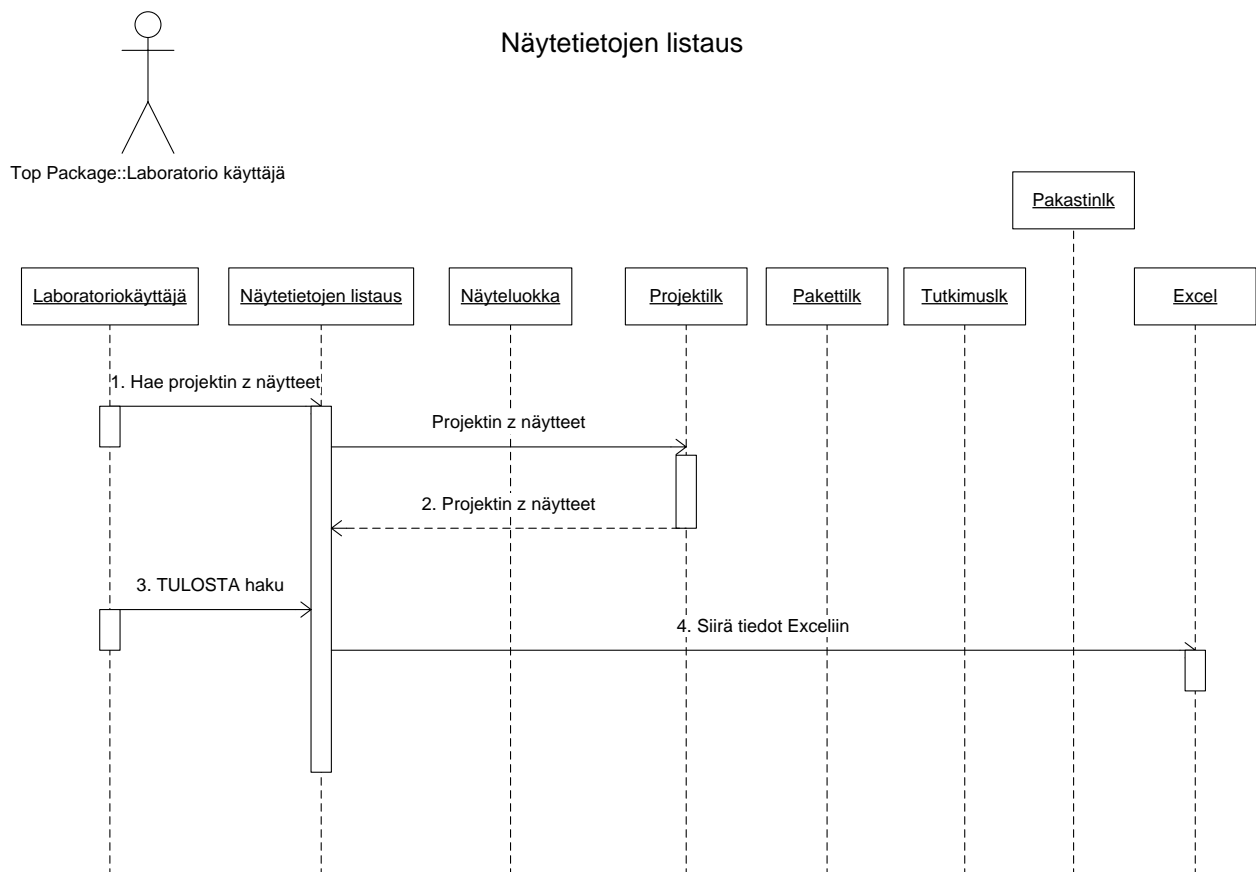 Näytetietojen listaus
Top Package::Laboratorio käyttäjä
Pakastinlk
Laboratoriokäyttäjä
Näytetietojen listaus
Näyteluokka
Projektilk
Pakettilk
Tutkimuslk
Excel
1. Hae projektin z näytteet
Projektin z näytteet
2. Projektin z näytteet
3. TULOSTA haku
4. Siirä tiedot Exceliin